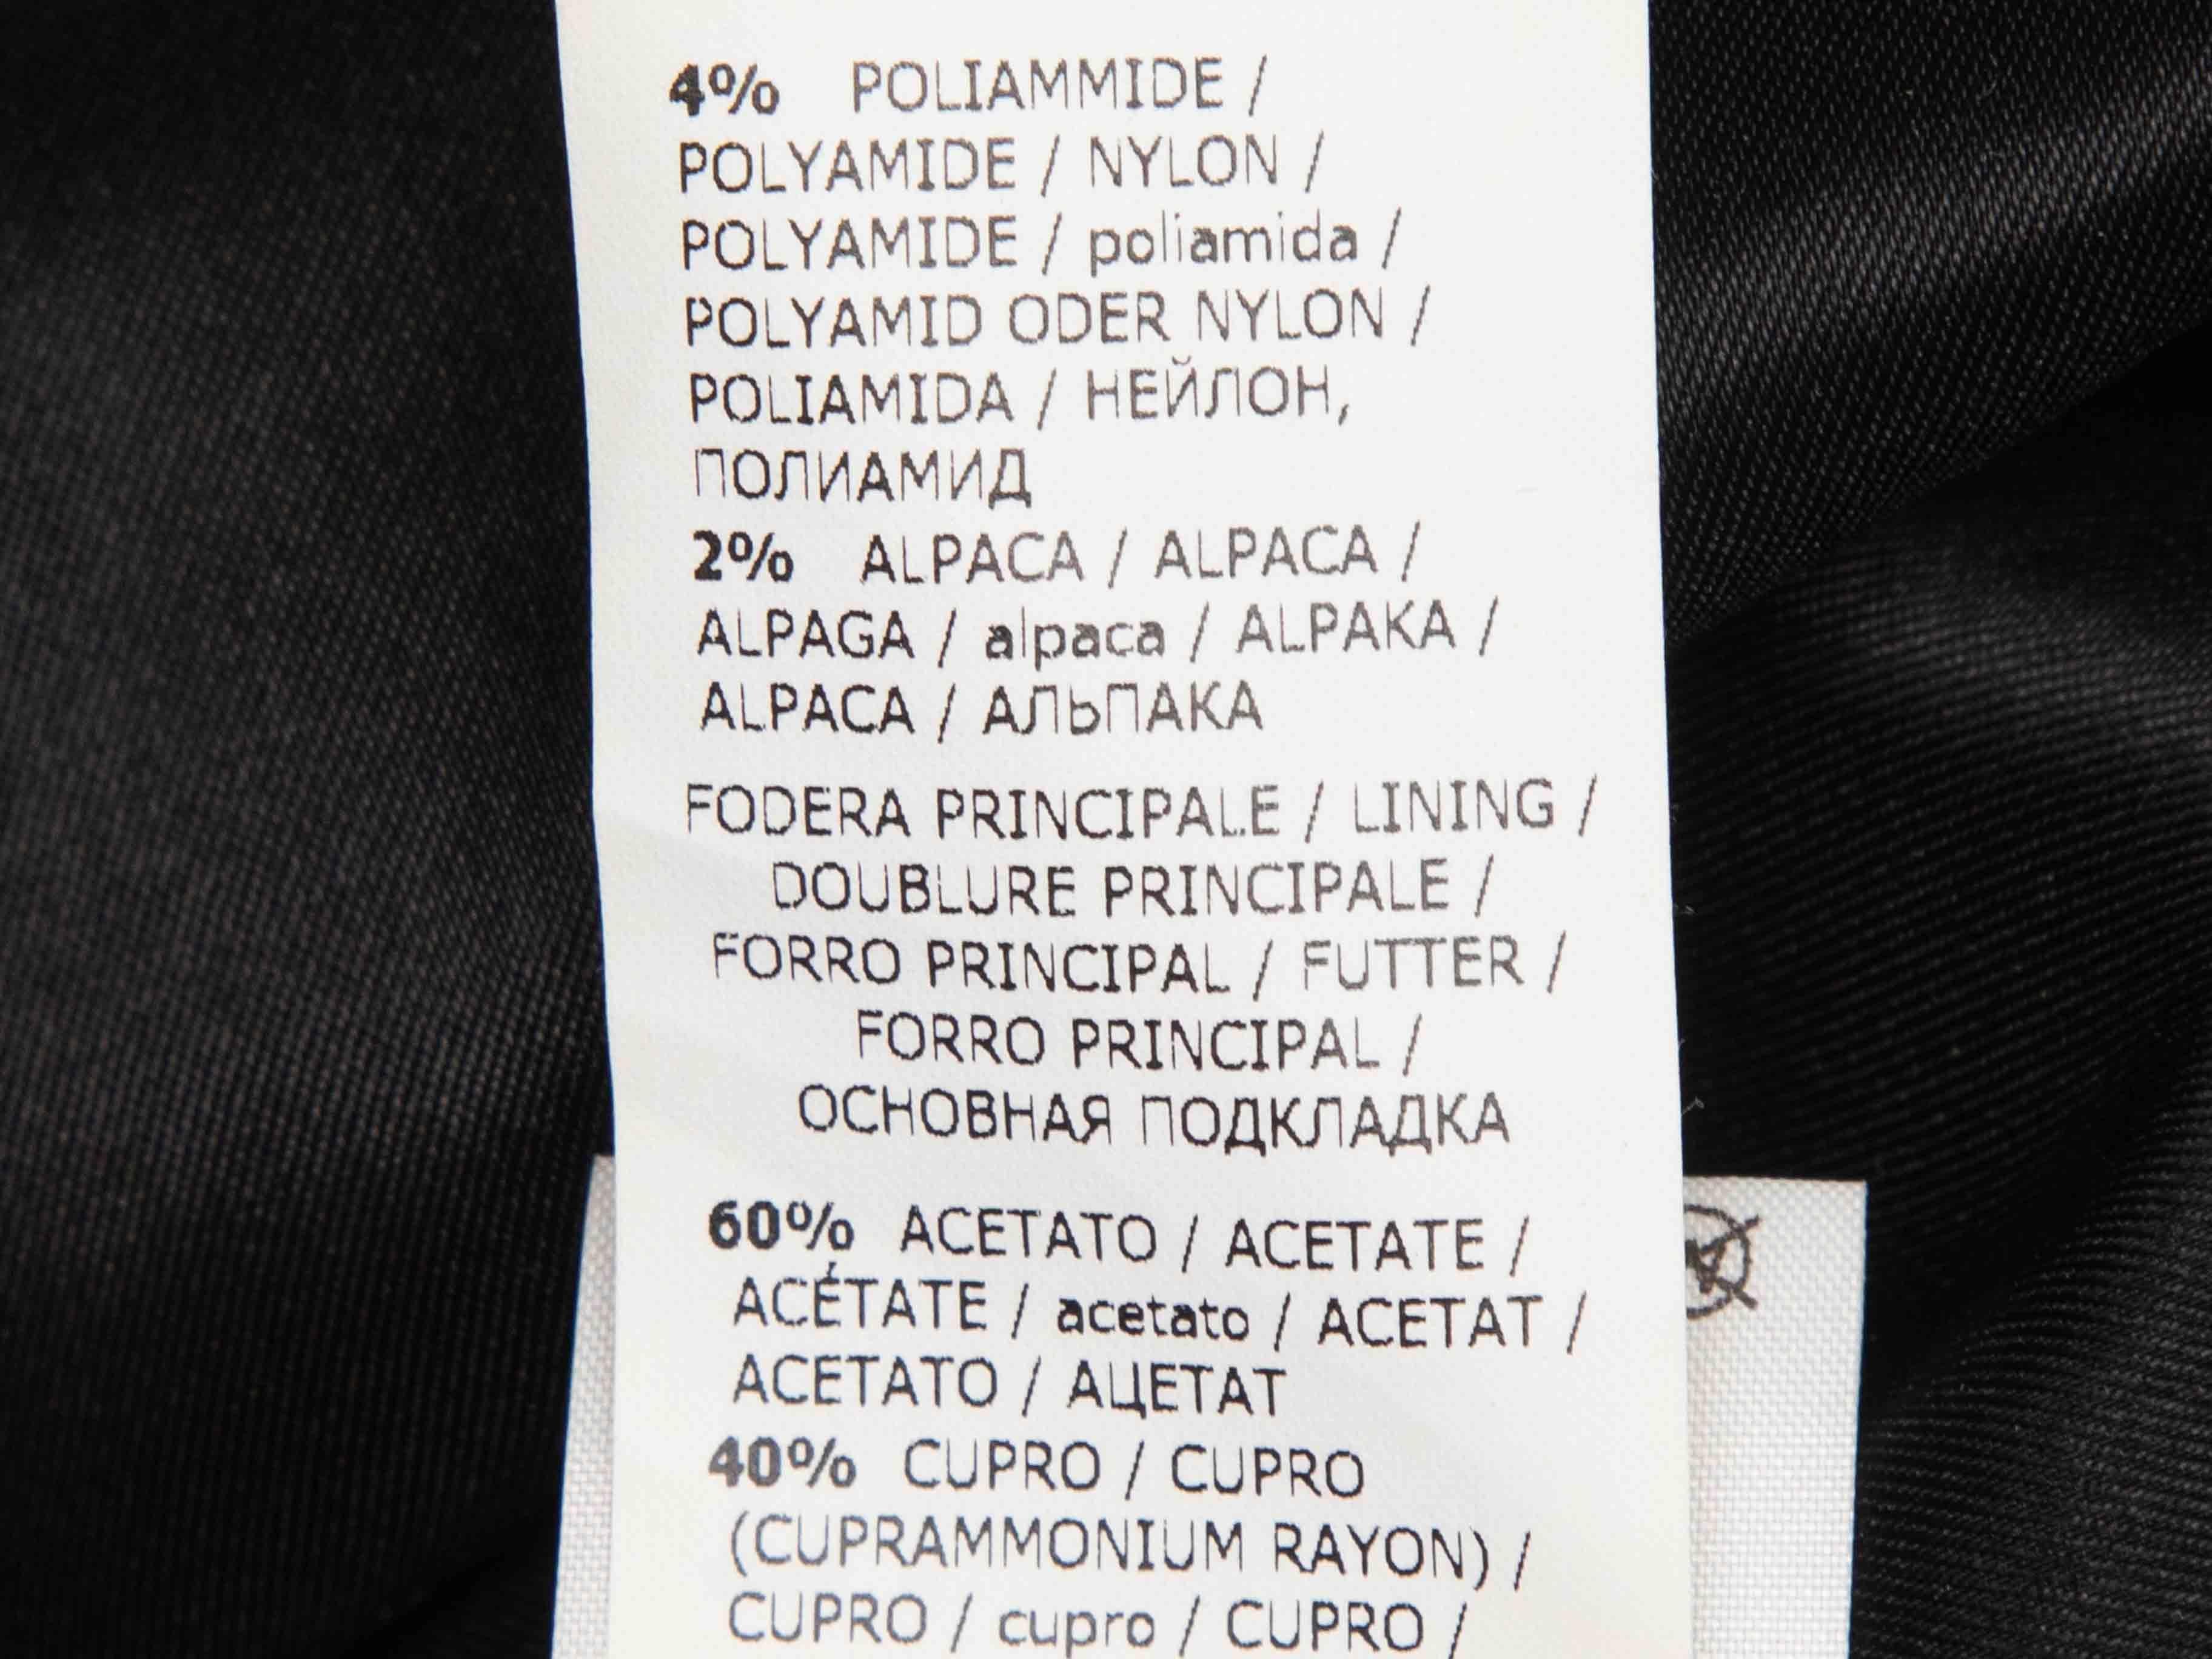 4% POLIAMMIDE /
POLYAMIDE / NYLON /
POLYAMIDE / poliamida /
POLYAMID ODER NYLON /
POLIAMIDA / НЕЙЛОН,
ПОЛИАМИД
2% ALPACA / ALPACA /
ALPAGA / alpaca / ALPAKA /
ALPACA / АЛЬПАКА
FODERA PRINCIPALE / LINING /
DOUBLURE PRINCIPALE /
FORRO PRINCIPAL / FUTTER /
FORRO PRINCIPAL /
ОСНОВНАЯ ПОДКЛАДКА
60% ACETATO / ACETATE /
ACÉTATE / acetato / ACETAT /
ACETATO / АЦЕТАТ
40% CUPRO / CUPRO
(CUPRAMMONIUM RAYON) /
CUPRO / cupro / CUPRO /